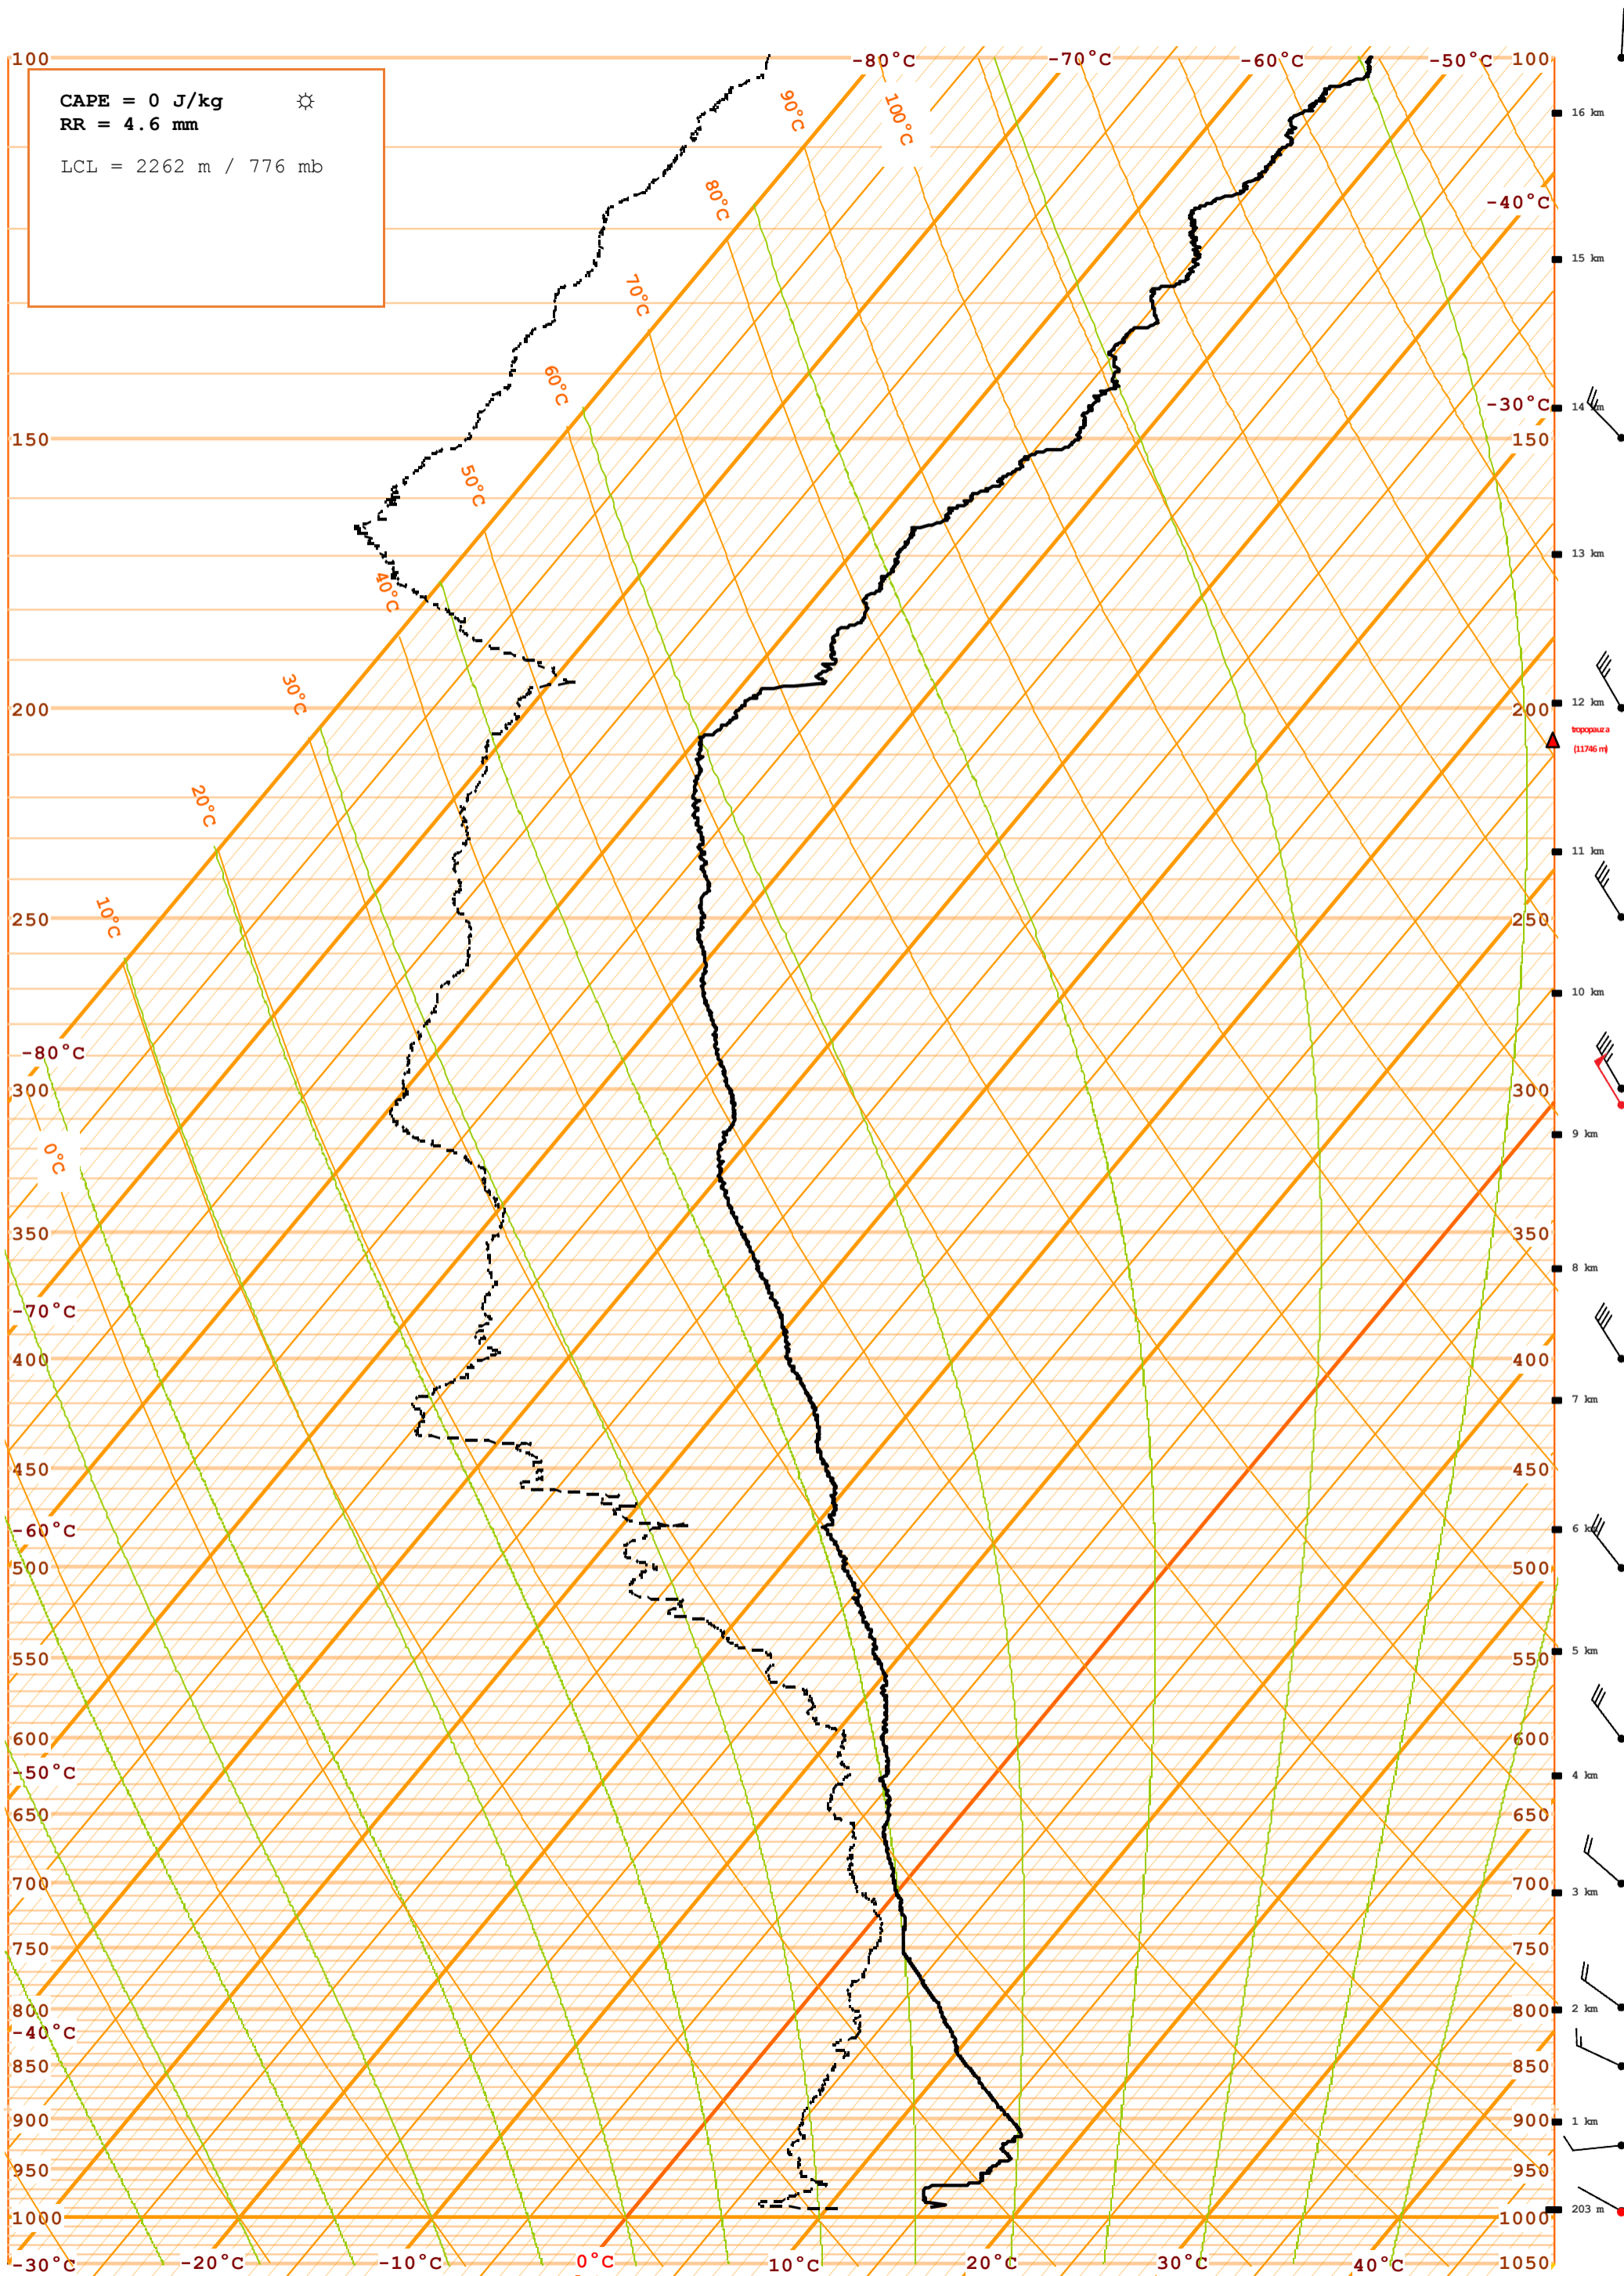 100 -80°C -70°C -60°C -50°C 100
CAPE = 0 J/kg ☼
RR = 4.6 mm
LCL = 2262 m / 776 mb
90°C 100°C
16 km
80°C
-40°C
15 km
70°C
60°C
-30°C
14 km
150 150
50°C
13 km
40°C
30°C
200 200 12 km
tropopauza
(11746 m)
20°C
11 km
10°C
250 250
10 km
-80°C
300 300
9 km
0°C
350 350
8 km
-70°C
400 400
7 km
450 450
-60°C 6 km
500 500
5 km
550 550
600 600
-50°C 4 km
650 650
700 700
3 km
750 750
800 800 2 km
-40°C
850 850
900 900 1 km
950 950
203 m
1000 1000
-30°C -20°C -10°C 0°C 10°C 20°C 30°C 40°C 1050